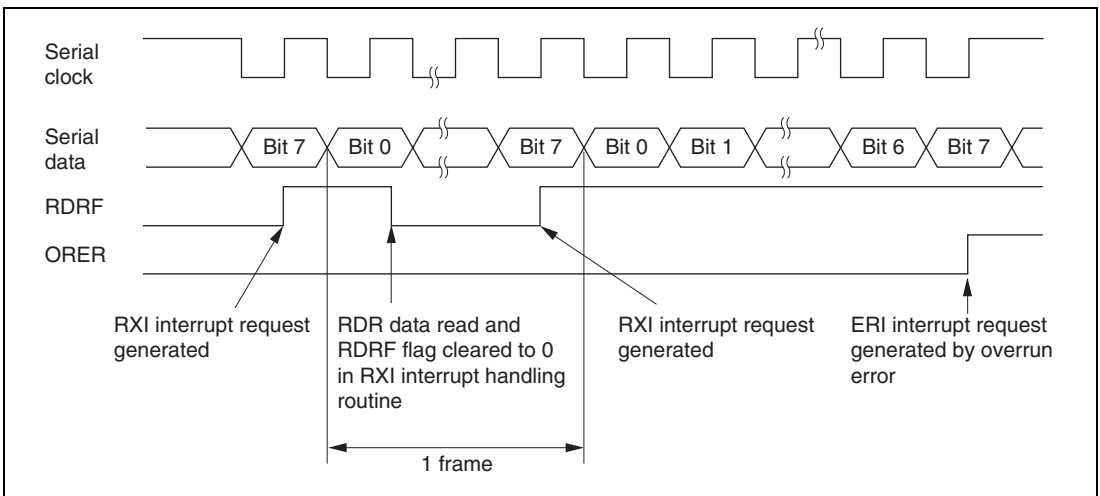 Serial
clock
Serial
data
Bit 7
Bit 0
Bit 7
Bit 0
Bit 1
Bit 6
Bit 7
RDRF
ORER
RXI interrupt request
generated
RDR data read and
RDRF flag cleared to 0
in RXI interrupt handling
routine
RXI interrupt request
generated
ERI interrupt request
generated by overrun
error
1 frame